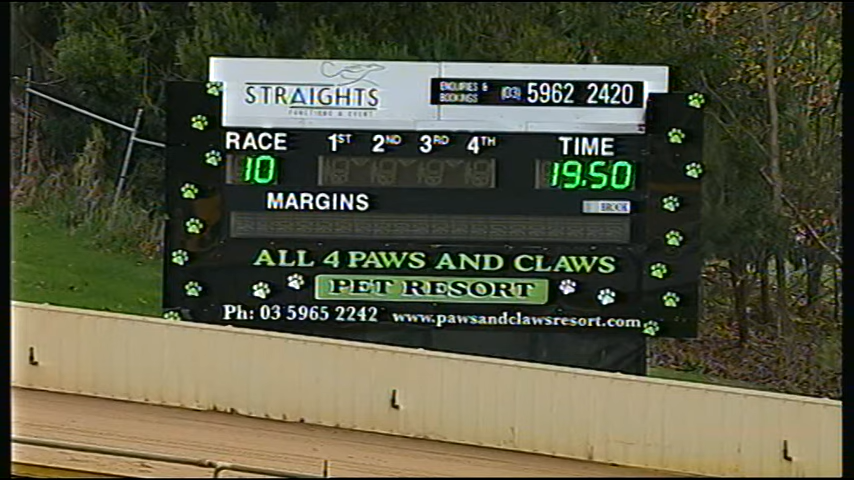 STRAIGHTS
FUNCTIONS & EVENT
ENQUIRIES &
BOOKINGS (03) 5962 2420
RACE 1ST 2ND 3RD 4TH TIME
10 19.50
MARGINS
ALL 4 PAWS AND CLAWS
PET RESORT
Ph: 03 5965 2242 www.pawsandclawsresort.com